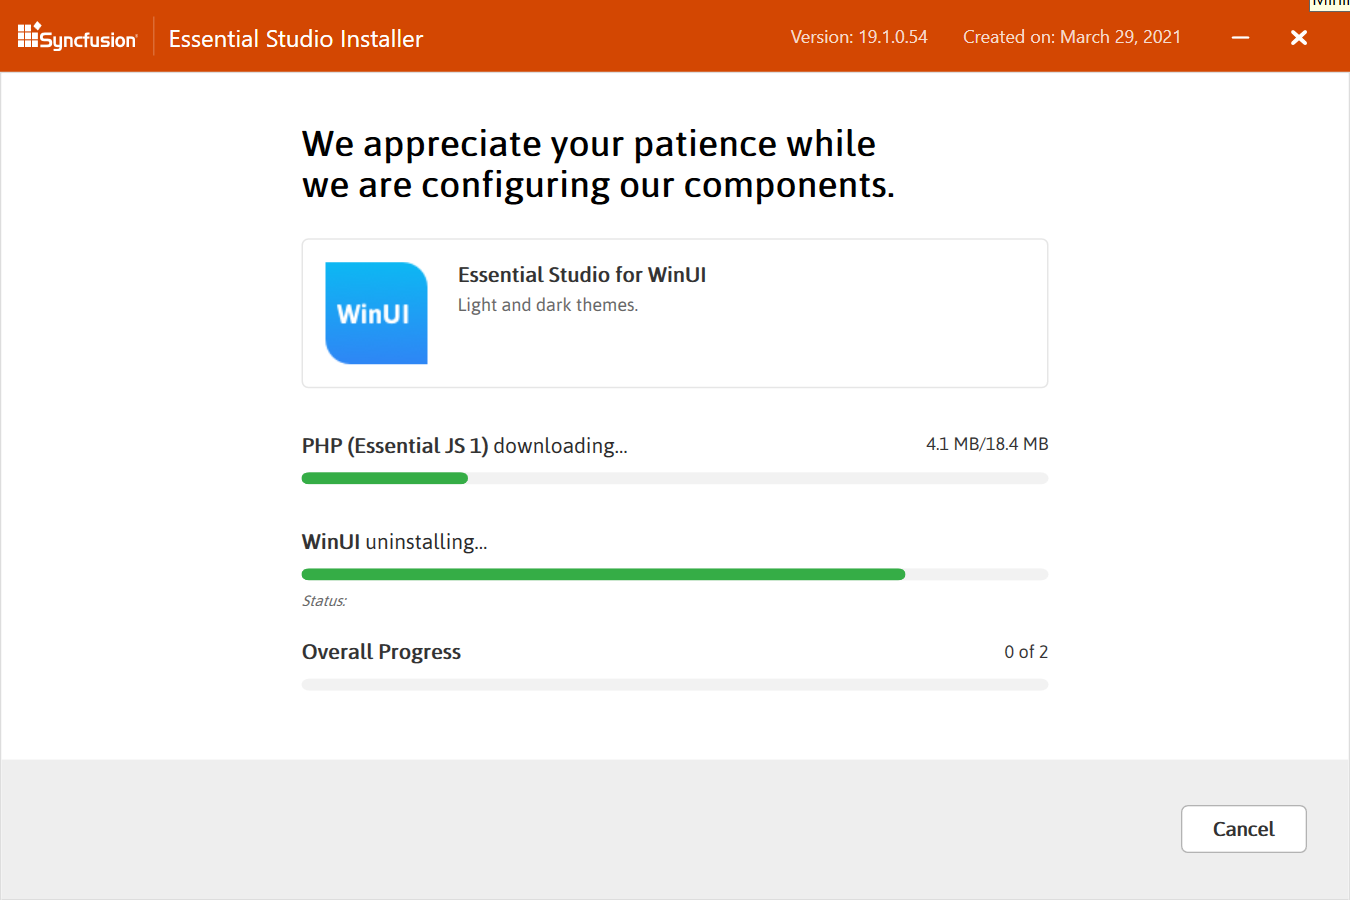 Syncfusion
Essential Studio Installer
Version: 19.1.0.54
Created on: March 29, 2021
We appreciate your patience while
we are configuring our components.
WinUI
Essential Studio for WinUI
Light and dark themes.
PHP (Essential JS 1) downloading...
4.1 MB/18.4 MB
WinUI uninstalling...
Status:
Overall Progress
0 of 2
Cancel